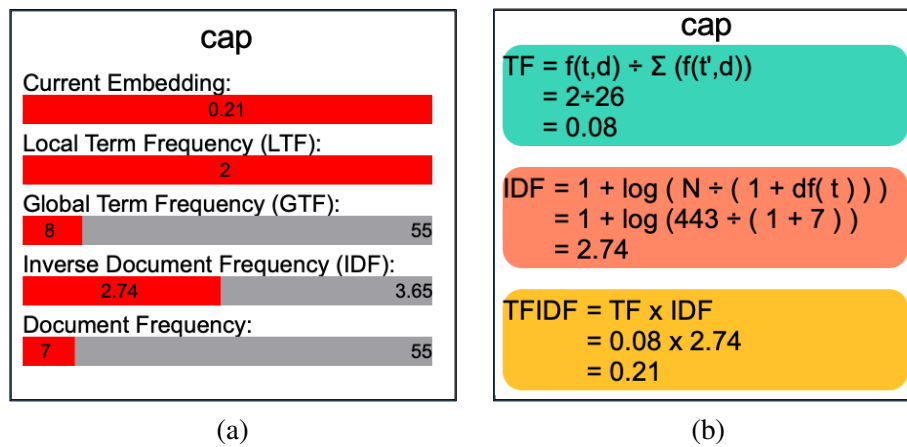 cap
Current Embedding:
0.21
Local Term Frequency (LTF):
2
Global Term Frequency (GTF):
8 55
Inverse Document Frequency (IDF):
2.74 3.65
Document Frequency:
7 55
(a)
cap
TF = f(t,d) ÷ Σ (f(t',d))
= 2÷26
= 0.08
IDF = 1 + log ( N ÷ ( 1 + df( t ) ) )
= 1 + log (443 ÷ ( 1 + 7 ) )
= 2.74
TFIDF = TF x IDF
= 0.08 x 2.74
= 0.21
(b)